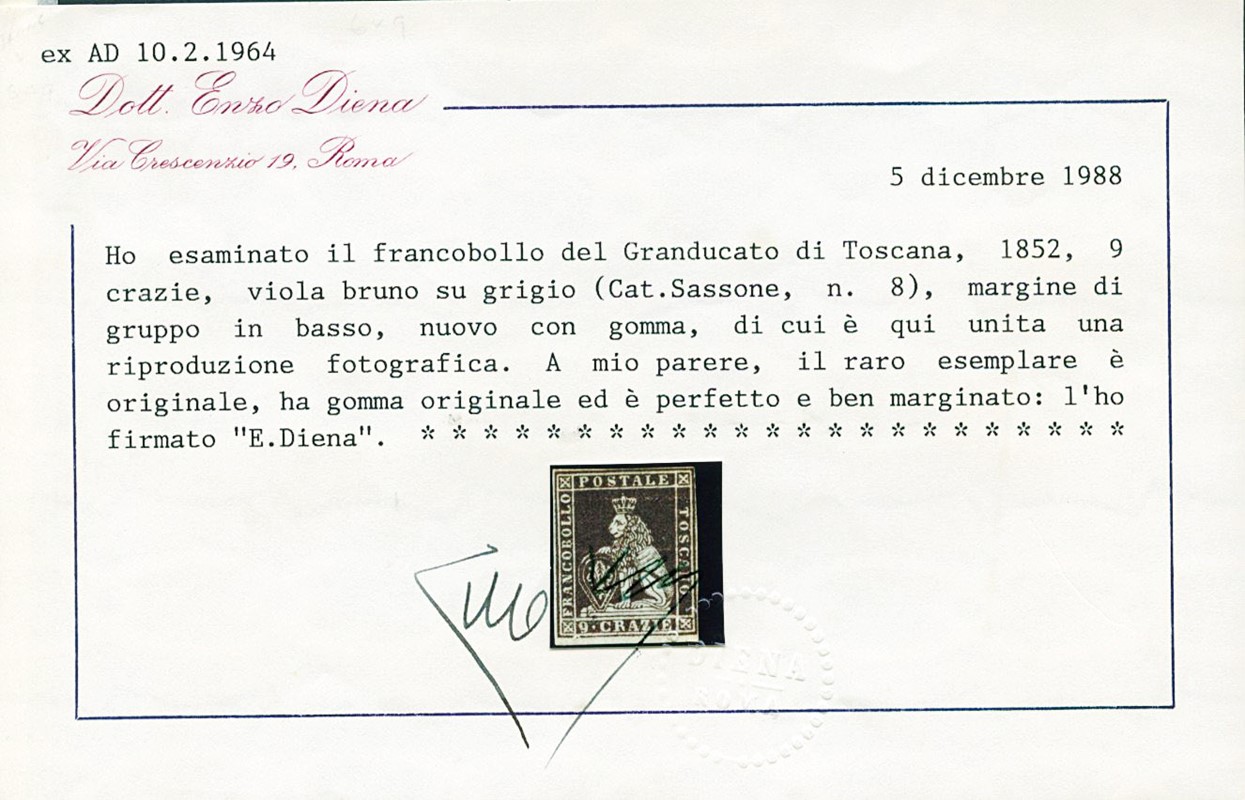 ex AD 10.2.1964
Dott. Enzo Diena
Via Crescenzio 19, Roma
5 dicembre 1988
Ho esaminato il francobollo del Granducato di Toscana, 1852, 9
crazie, viola bruno su grigio (Cat.Sassone, n. 8), margine di
gruppo in basso, nuovo con gomma, di cui è qui unita una
riproduzione fotografica. A mio parere, il raro esemplare è
originale, ha gomma originale ed è perfetto e ben marginato: l'ho
firmato "E.Diena". * * * * * * * * * * * * * * * * * * * * * * *
POSTALE
FRANCOBOLLO
TOSCANO
9·CRAZIE
DIENA
ROMA